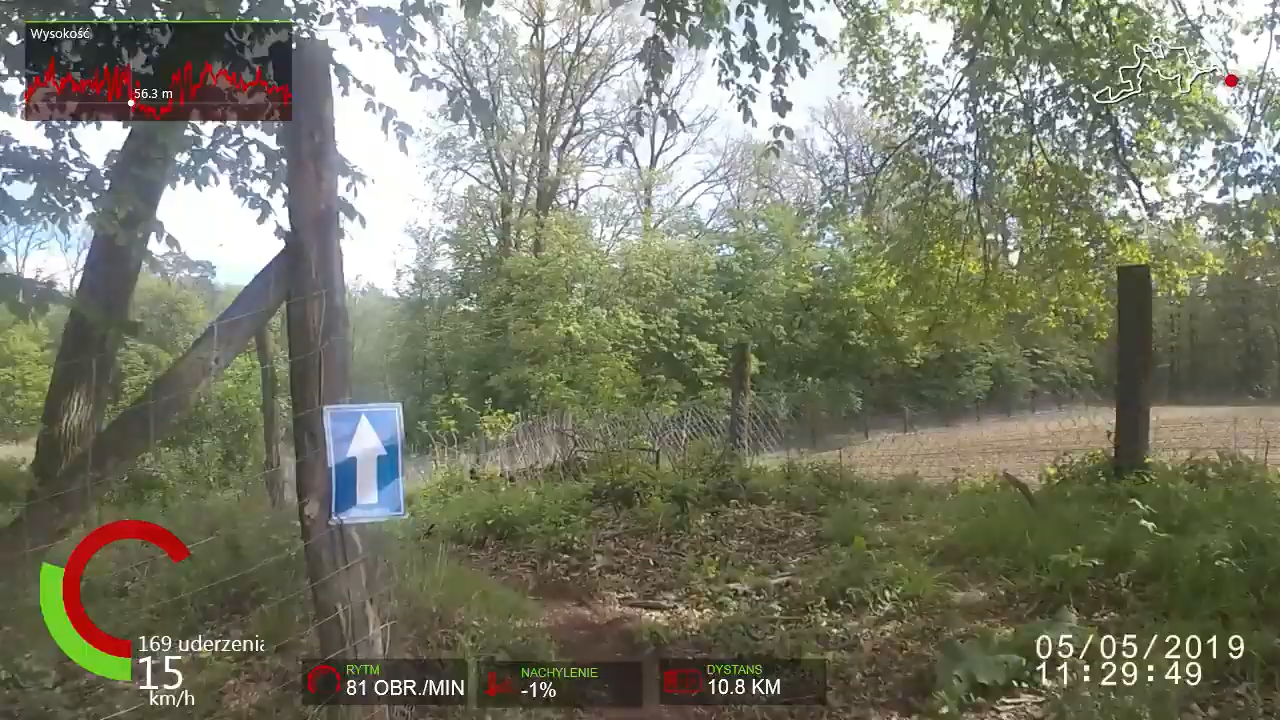 Wysokość
56.3 m
169 uderzenia
15
km/h
RYTM
81 OBR./MIN
NACHYLENIE
-1%
DYSTANS
10.8 KM
05/05/2019
11:29:49